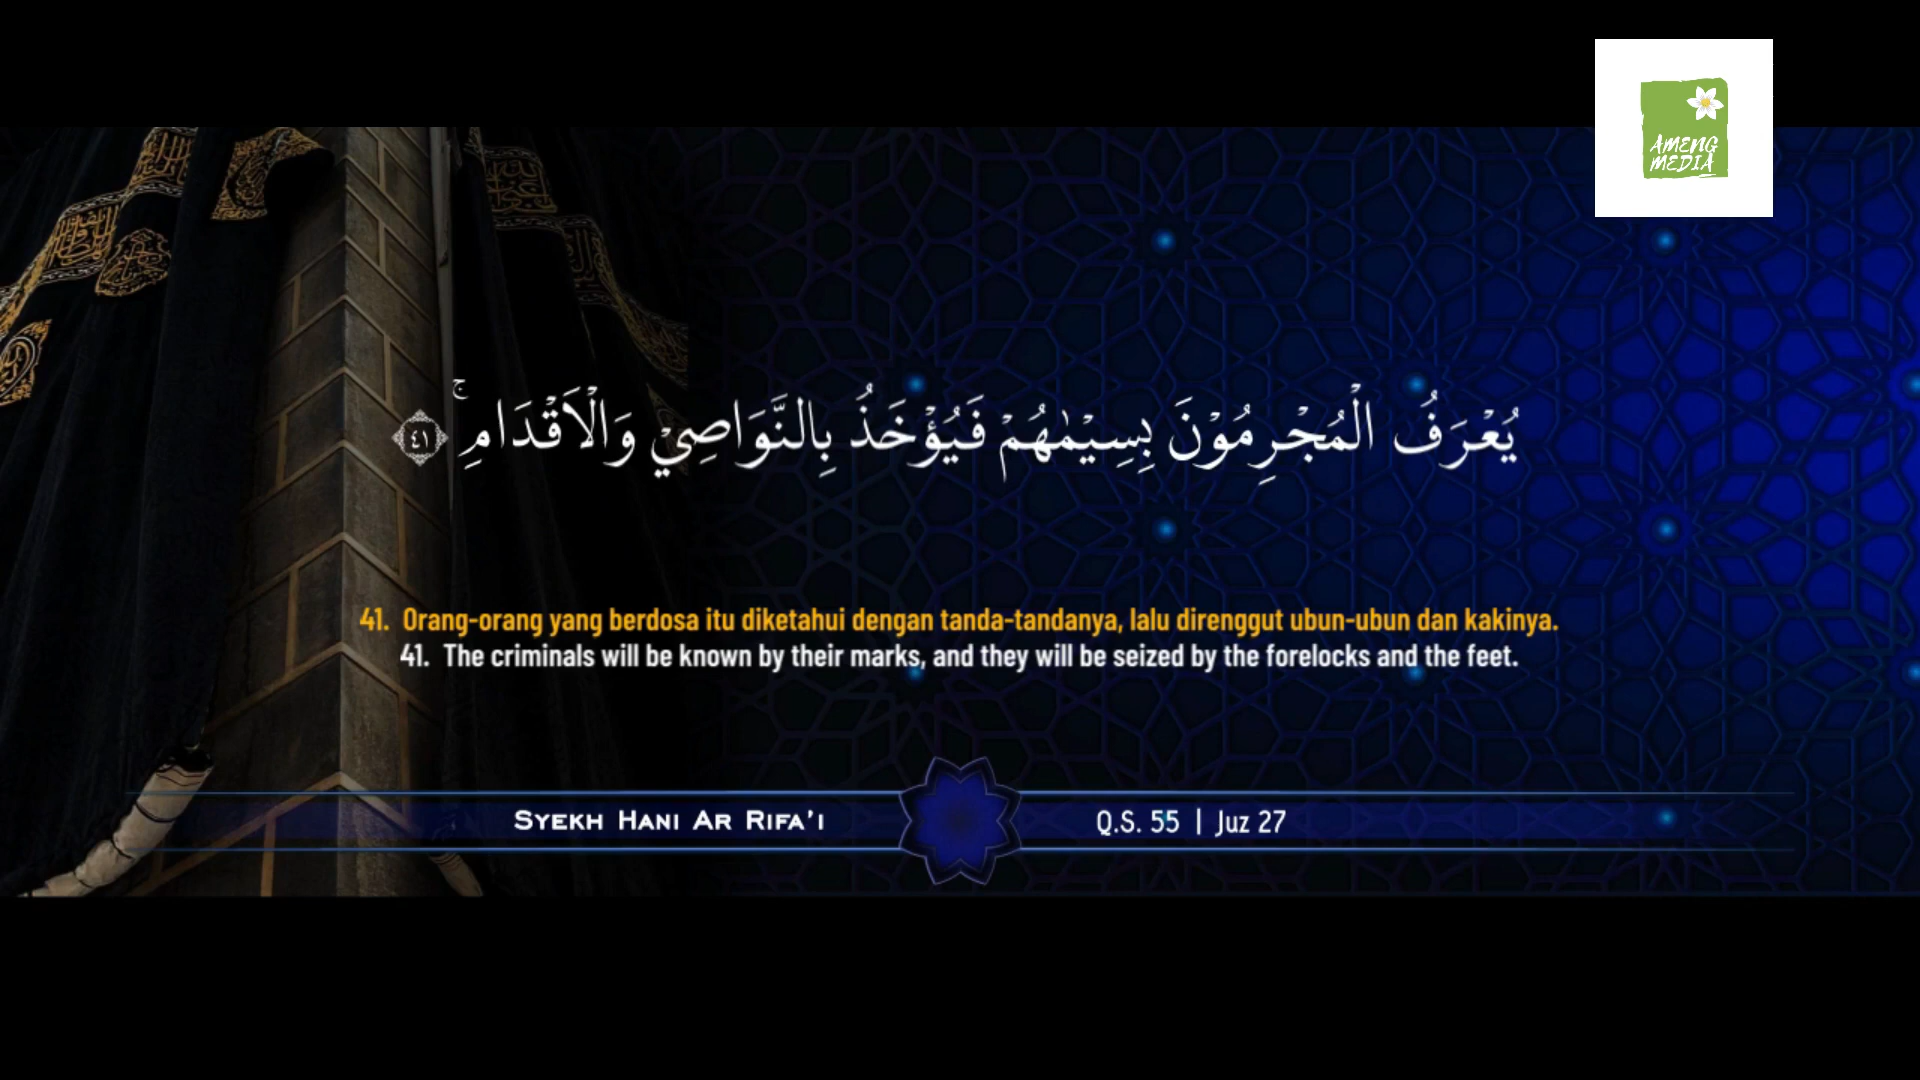 AMENG
MEDIA
يُعْرَفُ الْمُجْرِمُوْنَ بِسِيْمٰهُمْ فَيُؤْخَذُ بِالنَّوَاصِيْ وَالْاَقْدَامِۚ ٤١
41. Orang-orang yang berdosa itu diketahui dengan tanda-tandanya, lalu direnggut ubun-ubun dan kakinya.
41. The criminals will be known by their marks, and they will be seized by the forelocks and the feet.
SYEKH HANI AR RIFA'I
Q.S. 55 | Juz 27